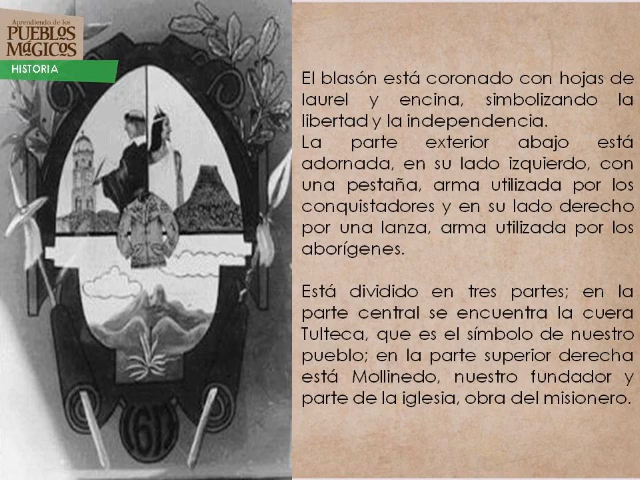 Aprendiendo de los
PUEBLOS
MáGICOS
HISTORIA
El blasón está coronado con hojas de
laurel y encina, simbolizando la
libertad y la independencia.
La parte exterior abajo está
adornada, en su lado izquierdo, con
una pestaña, arma utilizada por los
conquistadores y en su lado derecho
por una lanza, arma utilizada por los
aborígenes.
Está dividido en tres partes; en la
parte central se encuentra la cuera
Tulteca, que es el símbolo de nuestro
pueblo; en la parte superior derecha
está Mollinedo, nuestro fundador y
parte de la iglesia, obra del misionero.